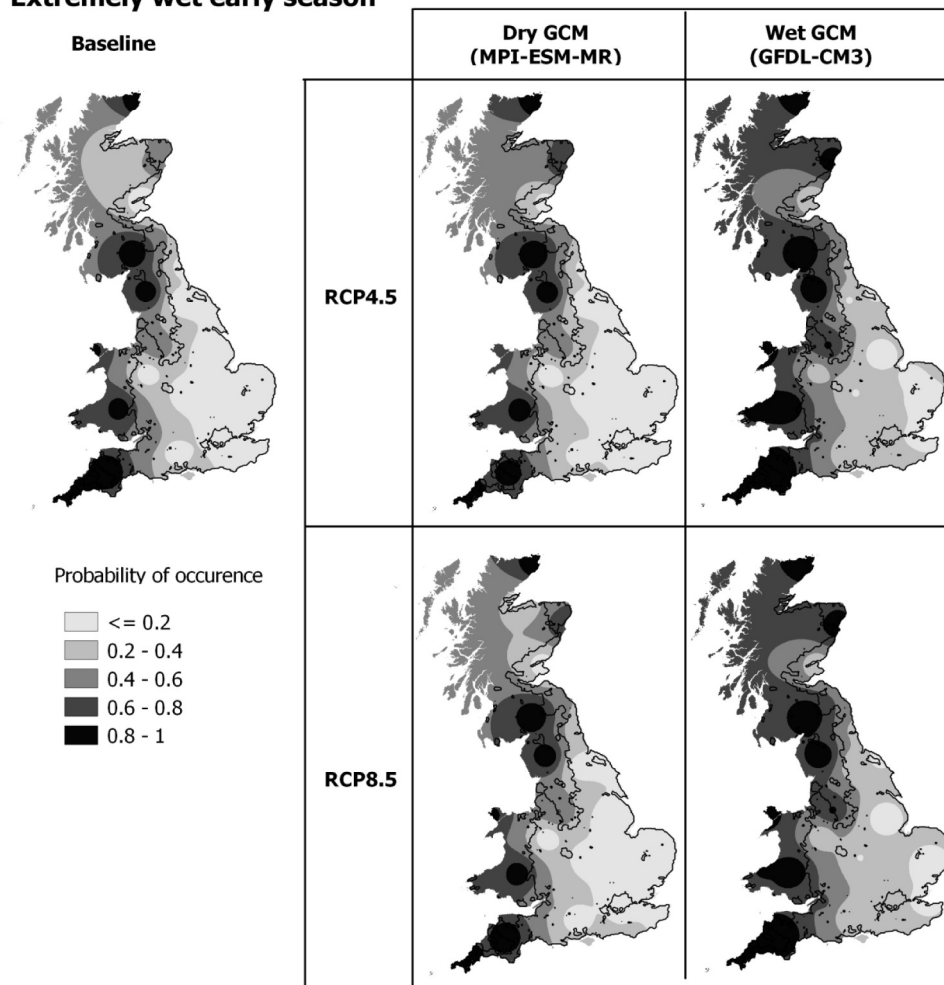 Extremely wet early season
Baseline
Dry GCM
(MPI-ESM-MR)
Wet GCM
(GFDL-CM3)
RCP4.5
Probability of occurence
<= 0.2
0.2 - 0.4
0.4 - 0.6
0.6 - 0.8
0.8 - 1
RCP8.5